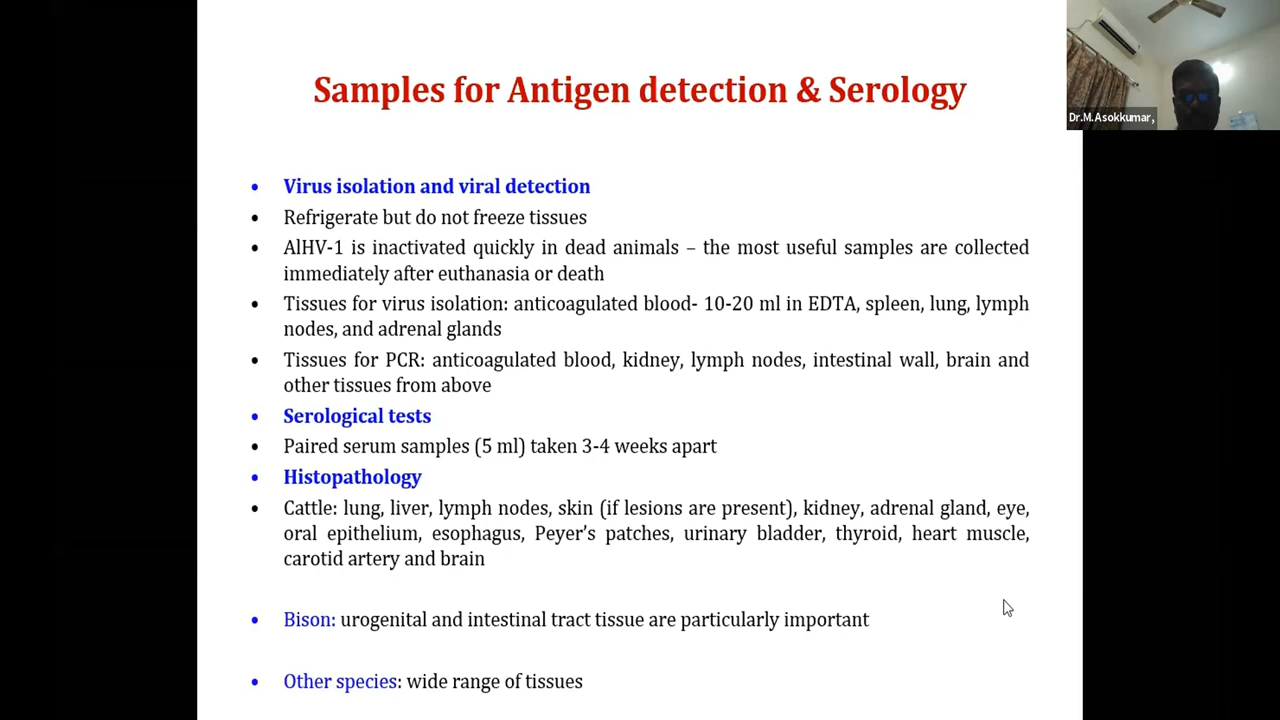 Samples for Antigen detection & Serology
Dr.M.Asokkumar,
• Virus isolation and viral detection
• Refrigerate but do not freeze tissues
• AlHV-1 is inactivated quickly in dead animals – the most useful samples are collected
immediately after euthanasia or death
• Tissues for virus isolation: anticoagulated blood- 10-20 ml in EDTA, spleen, lung, lymph
nodes, and adrenal glands
• Tissues for PCR: anticoagulated blood, kidney, lymph nodes, intestinal wall, brain and
other tissues from above
• Serological tests
• Paired serum samples (5 ml) taken 3-4 weeks apart
• Histopathology
• Cattle: lung, liver, lymph nodes, skin (if lesions are present), kidney, adrenal gland, eye,
oral epithelium, esophagus, Peyer’s patches, urinary bladder, thyroid, heart muscle,
carotid artery and brain
• Bison: urogenital and intestinal tract tissue are particularly important
• Other species: wide range of tissues